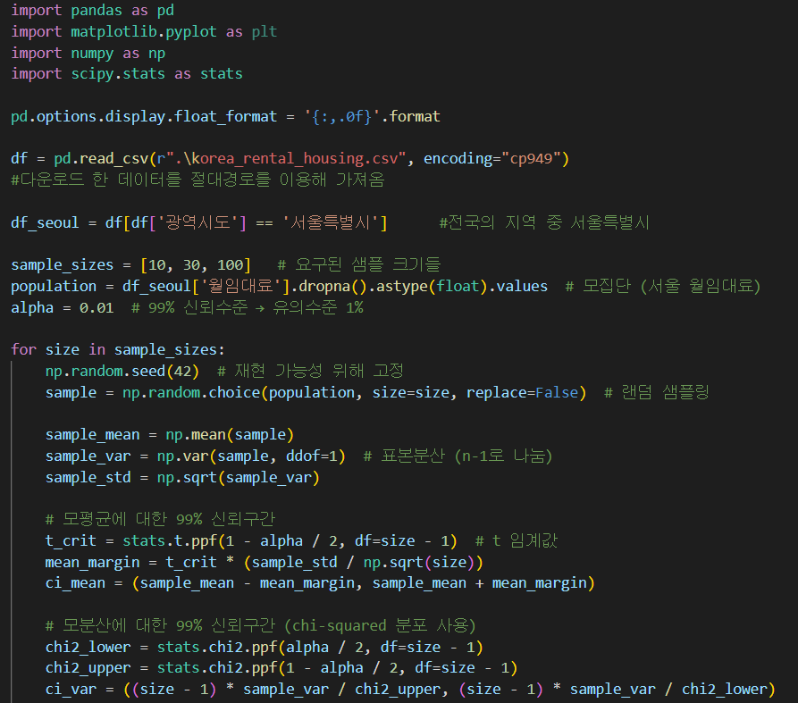 import pandas as pd
import matplotlib.pyplot as plt
import numpy as np
import scipy.stats as stats
pd.options.display.float_format = '{:,.0f}'.format
df = pd.read_csv(r".\korea_rental_housing.csv", encoding="cp949")
#다운로드 한 데이터를 절대경로를 이용해 가져옴
df_seoul = df[df['광역시도'] == '서울특별시']     #전국의 지역 중 서울특별시
sample_sizes = [10, 30, 100]   # 요구된 샘플 크기들
population = df_seoul['월임대료'].dropna().astype(float).values  # 모집단 (서울 월임대료)
alpha = 0.01  # 99% 신뢰수준 → 유의수준 1%
for size in sample_sizes:
    np.random.seed(42)  # 재현 가능성 위해 고정
    sample = np.random.choice(population, size=size, replace=False)  # 랜덤 샘플링
    sample_mean = np.mean(sample)
    sample_var = np.var(sample, ddof=1)  # 표본분산 (n-1로 나눔)
    sample_std = np.sqrt(sample_var)
    # 모평균에 대한 99% 신뢰구간
    t_crit = stats.t.ppf(1 - alpha / 2, df=size - 1)  # t 임계값
    mean_margin = t_crit * (sample_std / np.sqrt(size))
    ci_mean = (sample_mean - mean_margin, sample_mean + mean_margin)
    # 모분산에 대한 99% 신뢰구간 (chi-squared 분포 사용)
    chi2_lower = stats.chi2.ppf(alpha / 2, df=size - 1)
    chi2_upper = stats.chi2.ppf(1 - alpha / 2, df=size - 1)
    ci_var = ((size - 1) * sample_var / chi2_upper, (size - 1) * sample_var / chi2_lower)